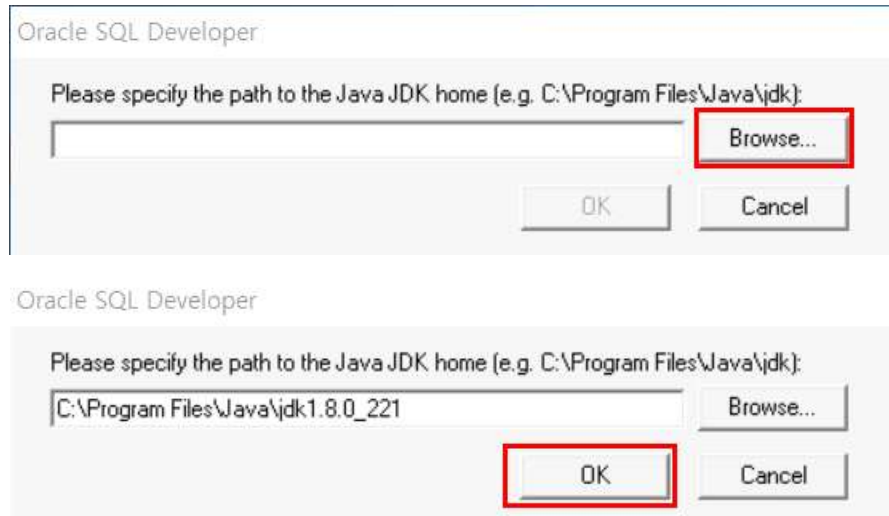 Oracle SQL Developer
Please specify the path to the Java JDK home (e.g. C:\Program Files\Java\jdk):
Browse...
OK Cancel
Oracle SQL Developer
Please specify the path to the Java JDK home (e.g. C:\Program Files\Java\jdk):
C:\Program Files\Java\jdk1.8.0_221 Browse...
OK Cancel